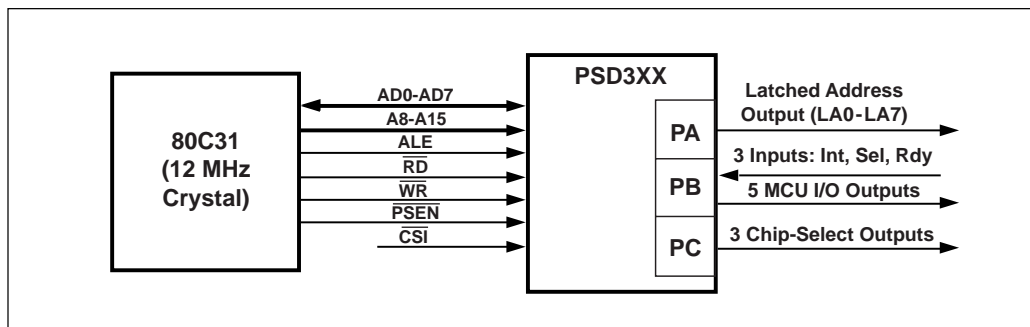 80C31
(12 MHz
Crystal)
AD0-AD7
A8-A15
ALE
RD
WR
PSEN
CSI
PSD3XX
PA
PB
PC
Latched Address
Output (LA0-LA7)
3 Inputs: Int, Sel, Rdy
5 MCU I/O Outputs
3 Chip-Select Outputs